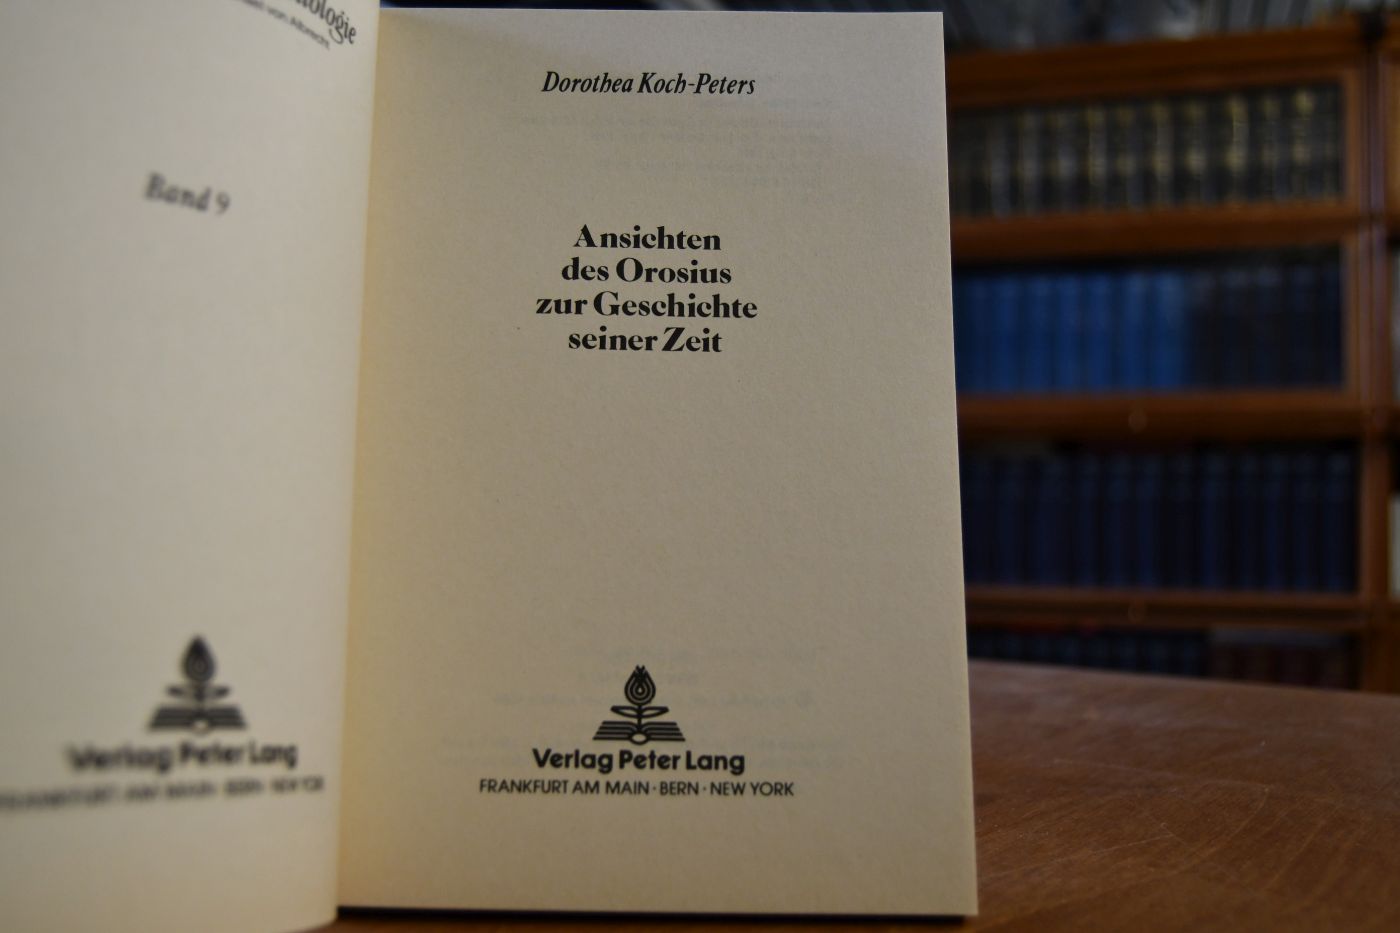 Band 9
Verlag Peter Lang
Dorothea Koch-Peters
Ansichten
des Orosius
zur Geschichte
seiner Zeit
Verlag Peter Lang
FRANKFURT AM MAIN · BERN · NEW YORK